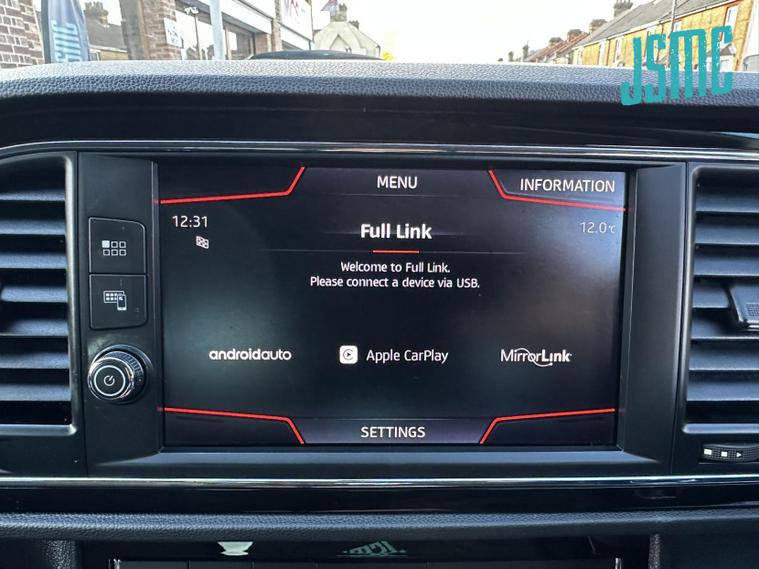 JSMC
MENU
INFORMATION
12:31
12.0°C
Full Link
Welcome to Full Link.
Please connect a device via USB.
androidauto
Apple CarPlay
MirrorLink
SETTINGS